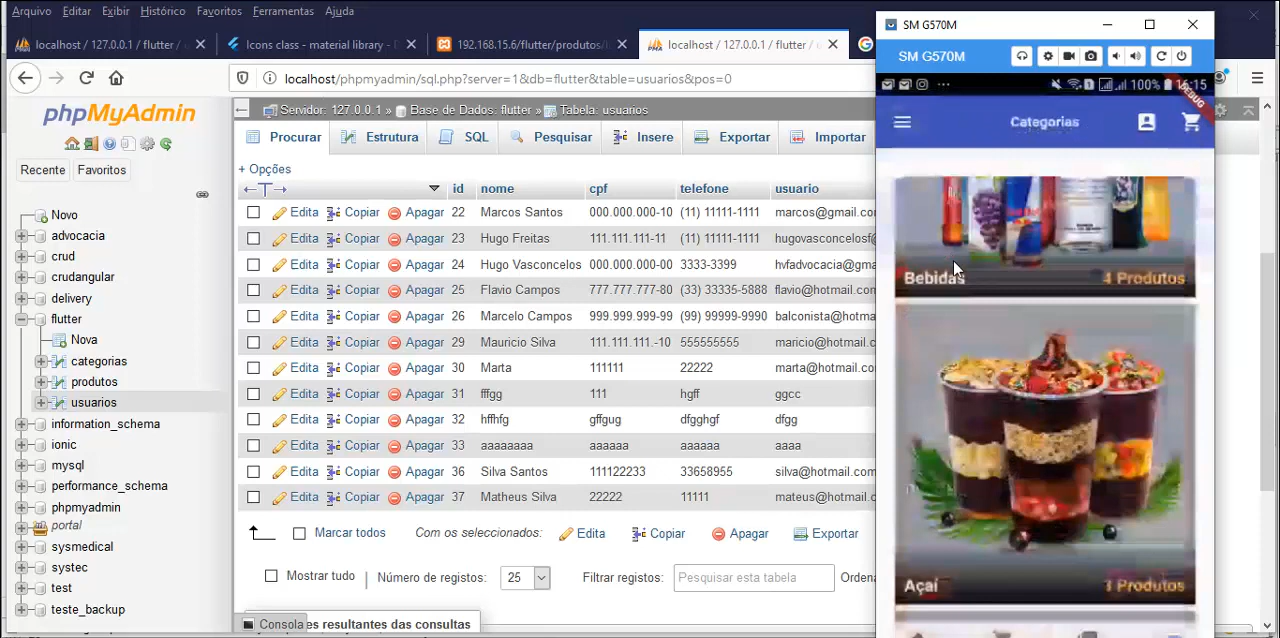 Arquivo Editar Exibir Histórico Favoritos Ferramentas Ajuda
localhost / 127.0.0.1 / flutter /
Icons class - material library - D
192.168.15.6/flutter/produtos/
localhost / 127.0.0.1 / flutter / u
localhost/phpmyadmin/sql.php?server=1&db=flutter&table=usuarios&pos=0
phpMyAdmin
Recente Favoritos
Novo
advocacia
crud
crudangular
delivery
flutter
Nova
categorias
produtos
usuarios
information_schema
ionic
mysql
performance_schema
phpmyadmin
portal
sysmedical
systec
test
teste_backup
Servidor: 127.0.0.1 » Base de Dados: flutter » Tabela: usuarios
Procurar Estrutura SQL Pesquisar Insere Exportar Importar
+ Opções
id nome cpf telefone usuario
Edita Copiar Apagar 22 Marcos Santos 000.000.000-10 (11) 11111-1111 marcos@gmail.com
Edita Copiar Apagar 23 Hugo Freitas 111.111.111-11 (11) 11111-1111 hugovasconcelosf
Edita Copiar Apagar 24 Hugo Vasconcelos 000.000.000-00 3333-3399 hvfadvocacia@gma
Edita Copiar Apagar 25 Flavio Campos 777.777.777-80 (33) 33335-5888 flavio@hotmail.com
Edita Copiar Apagar 26 Marcelo Campos 999.999.999-99 (99) 99999-9990 balconista@hotma
Edita Copiar Apagar 29 Mauricio Silva 111.111.111.-10 555555555 maricio@hotmail.co
Edita Copiar Apagar 30 Marta 111111 22222 marta@hotmail.com
Edita Copiar Apagar 31 fffgg 111 hgff ggcc
Edita Copiar Apagar 32 hffhfg gffgug dfgghgf dfgg
Edita Copiar Apagar 33 aaaaaaaa aaaaaa aaaaaa aaaa
Edita Copiar Apagar 36 Silva Santos 111122233 33658955 silva@hotmail.com
Edita Copiar Apagar 37 Matheus Silva 22222 11111 mateus@hotmail.co
Marcar todos Com os seleccionados: Edita Copiar Apagar Exportar
Mostrar tudo Número de registos: 25 Filtrar registos: Pesquisar esta tabela Ordena
Consola es resultantes das consultas
SM G570M
SM G570M
100% 16:15
DEBUG
Categorias
Bebidas 4 Produtos
Açaí 3 Produtos